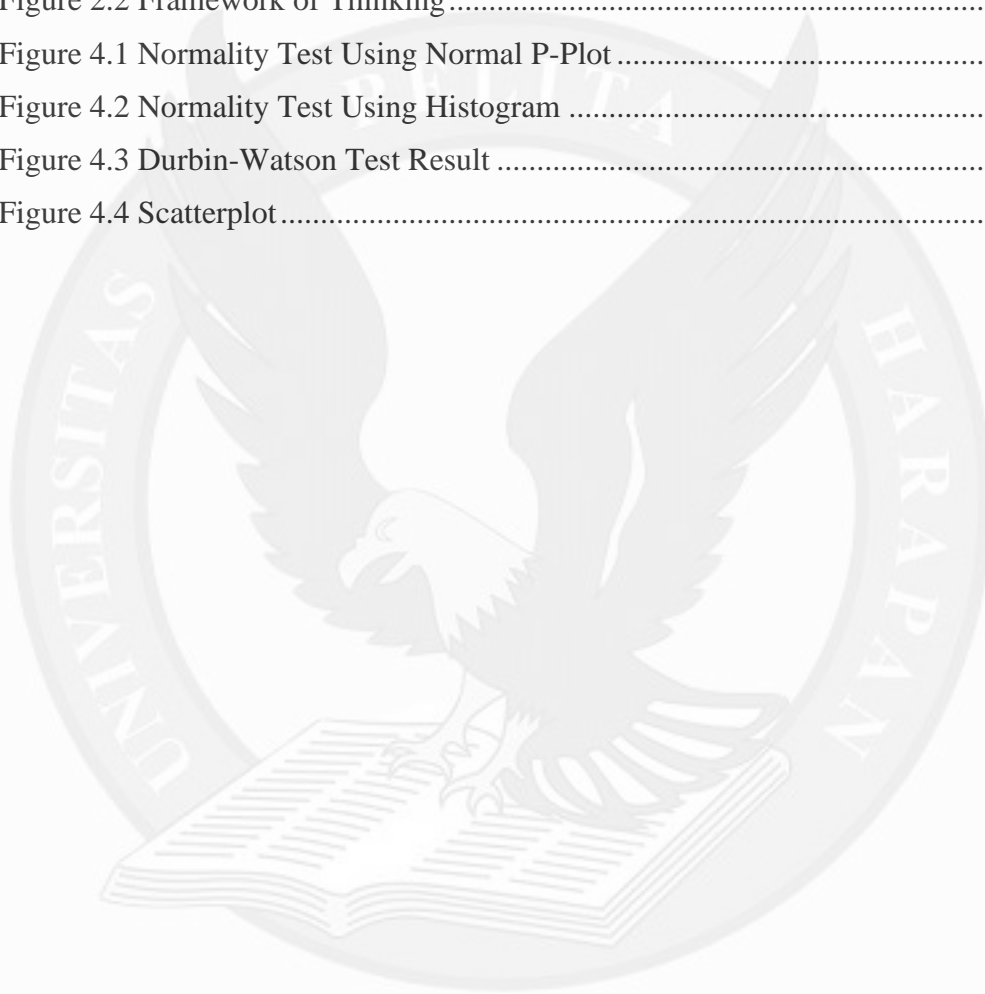 Figure 2.2 Framework of Thinking................................................................
Figure 4.1 Normality Test Using Normal P-Plot............................................
Figure 4.2 Normality Test Using Histogram..................................................
Figure 4.3 Durbin-Watson Test Result............................................................
Figure 4.4 Scatterplot........................................................................................
UNIVERSITAS PELITA HARAPAN